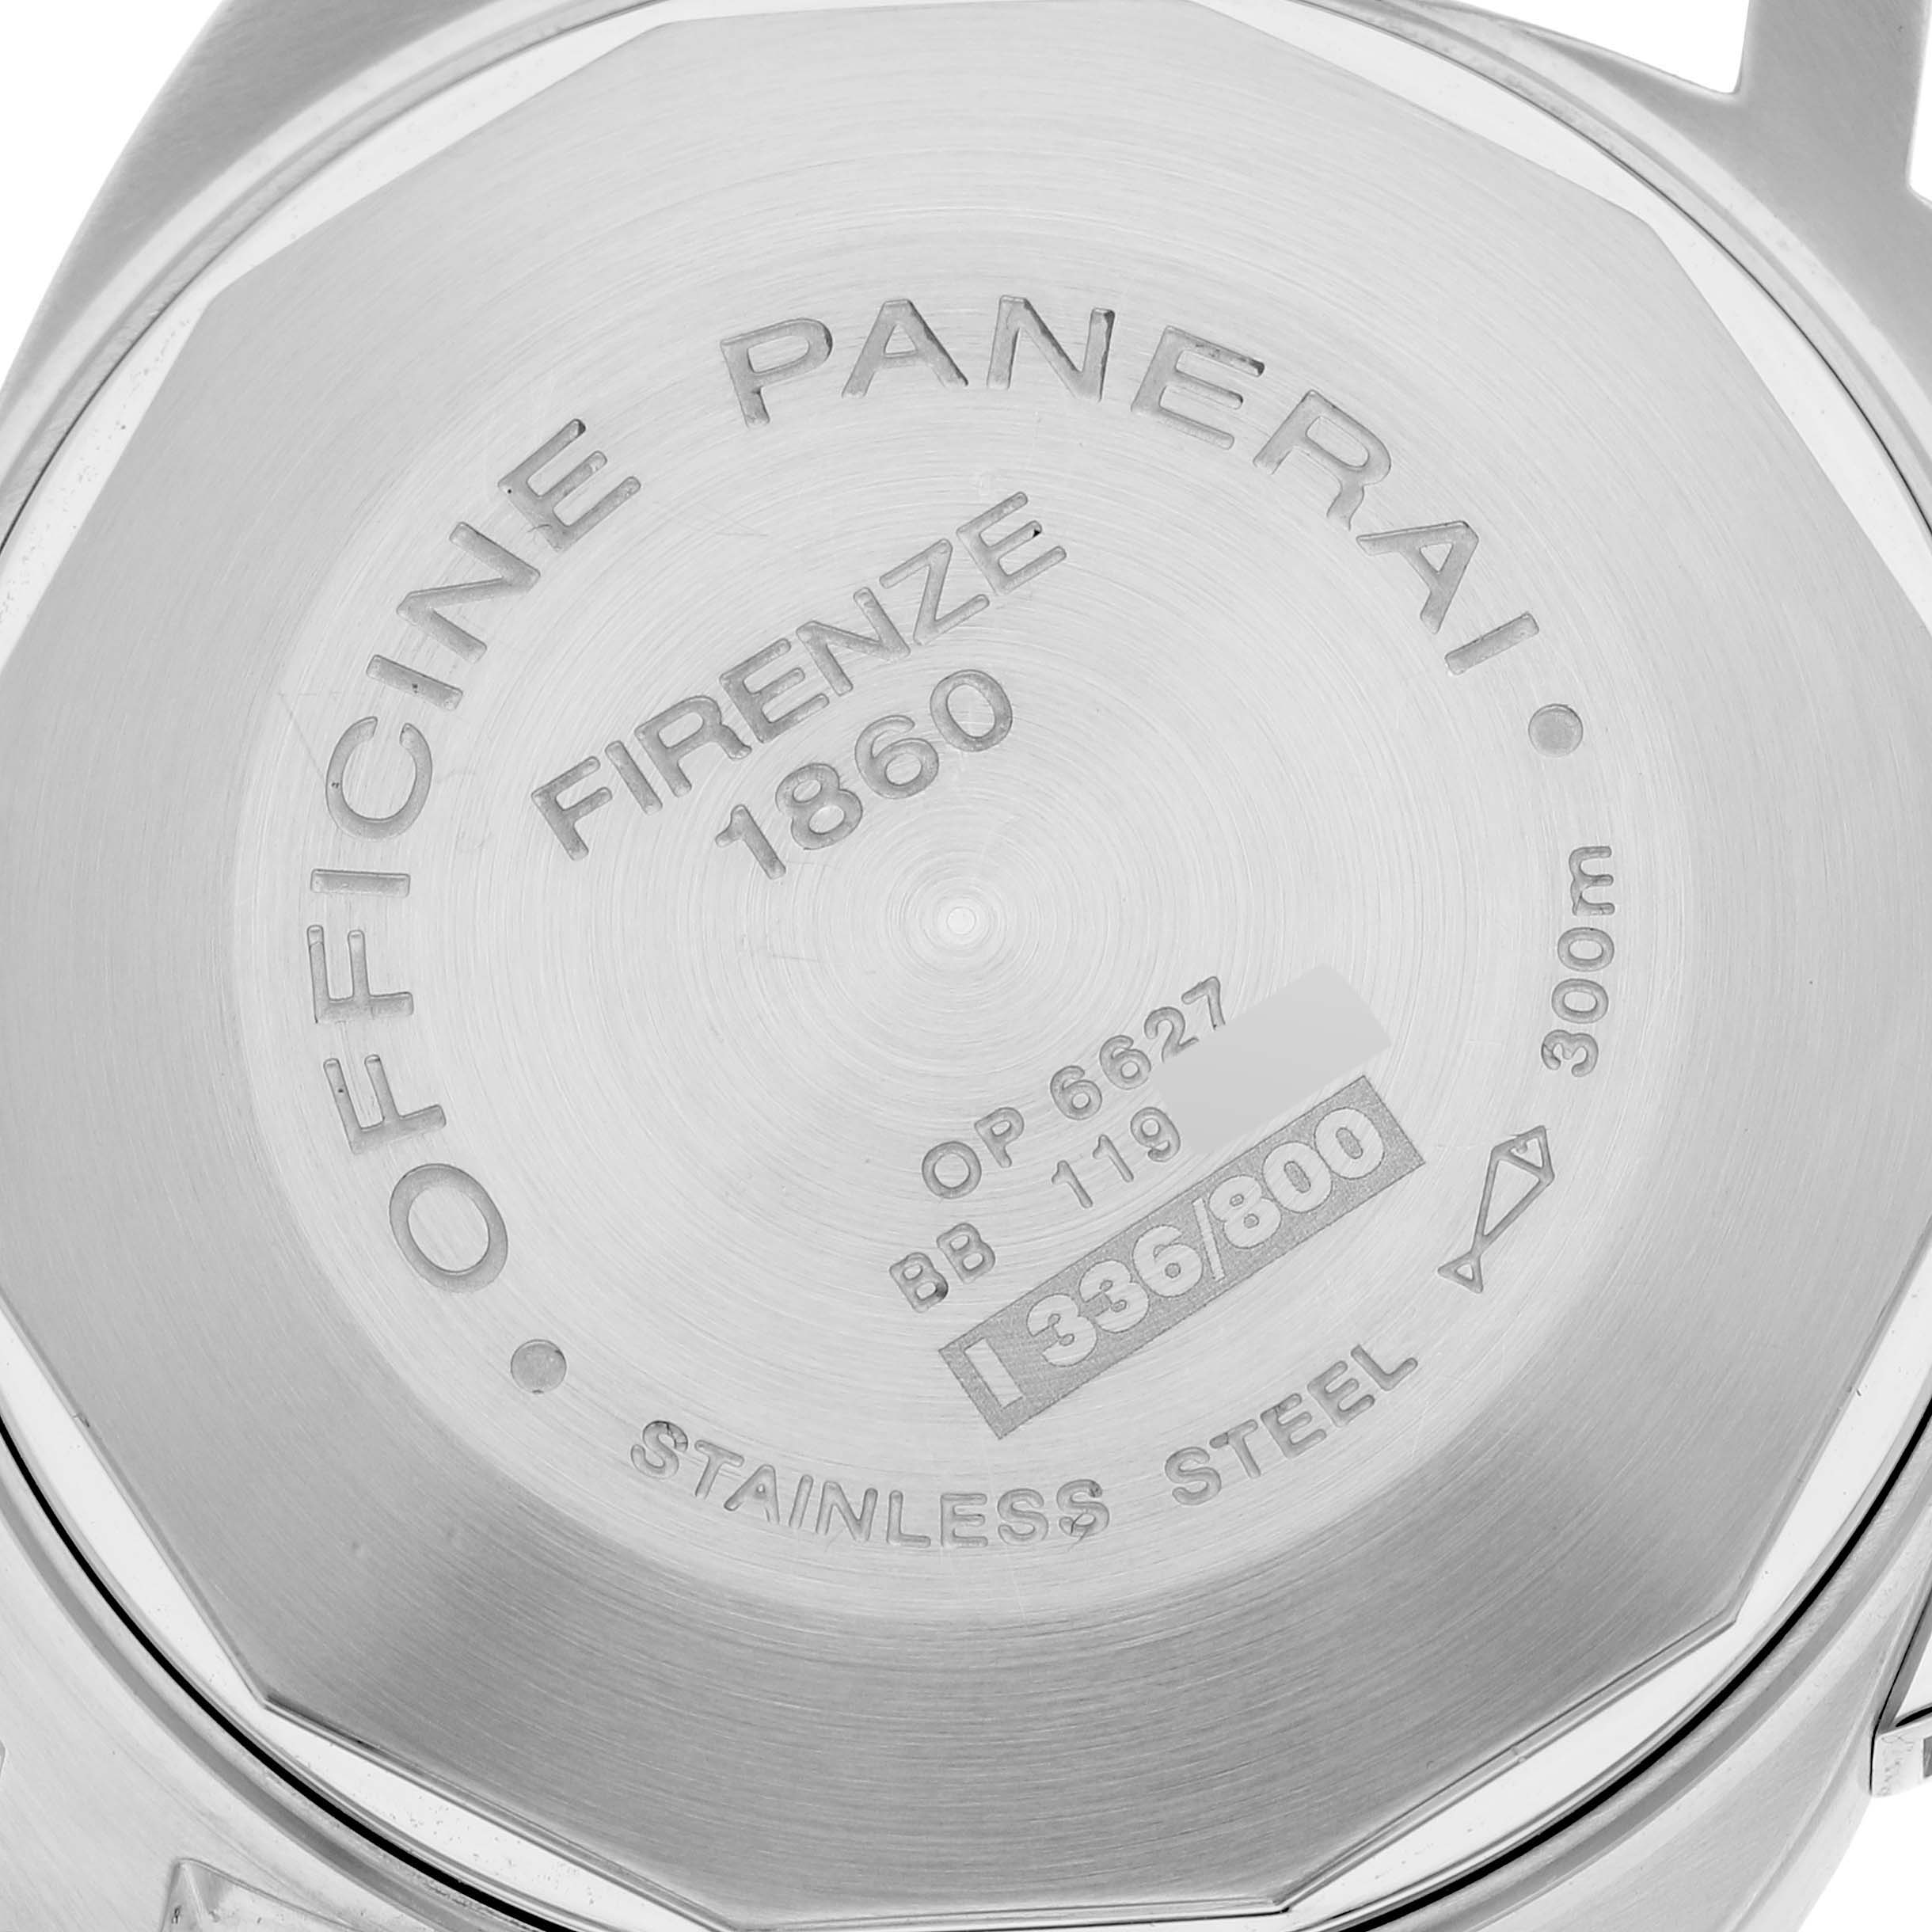 OFFICINE PANERAI
FIRENZE
1860
OP 6627
BB 119
I 336/800
300m
STAINLESS STEEL